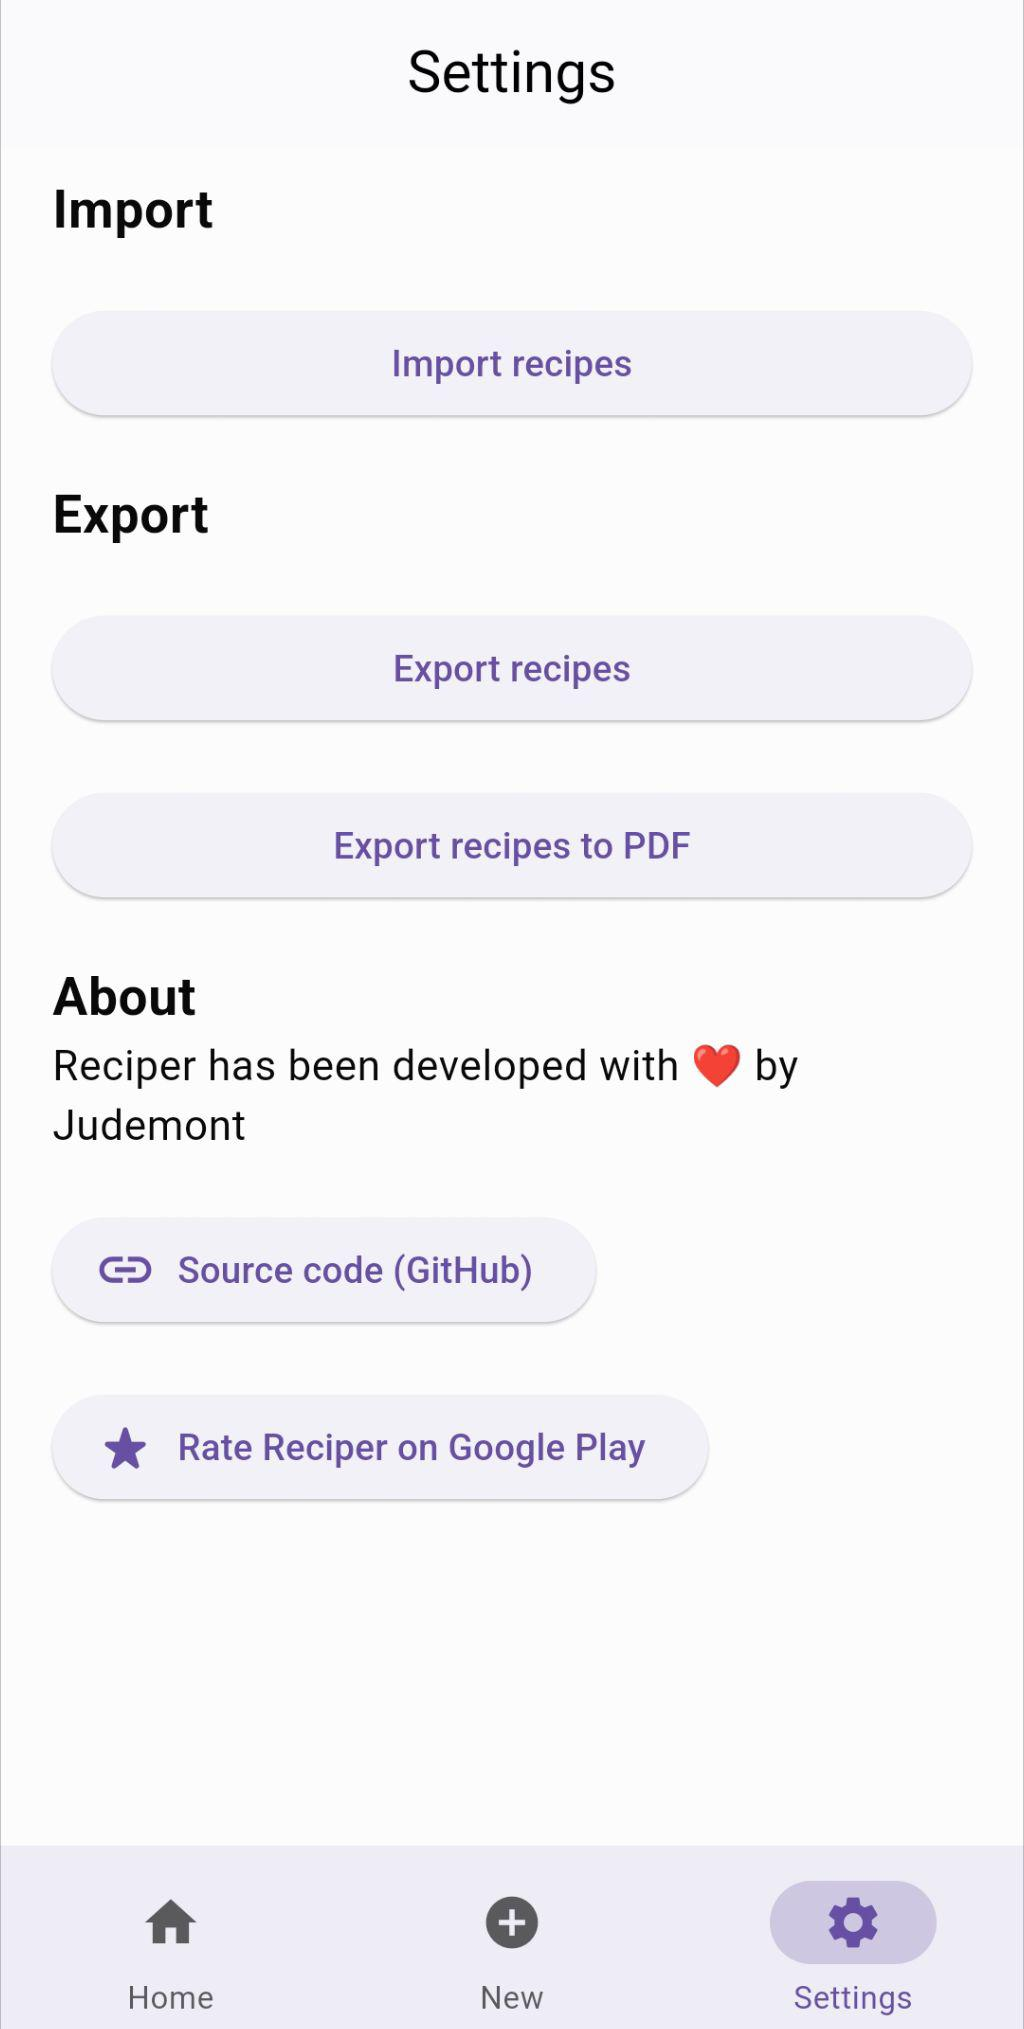 Settings
Import
Import recipes
Export
Export recipes
Export recipes to PDF
About
Reciper has been developed with ❤️ by
Judemont
Source code (GitHub)
Rate Reciper on Google Play
Home
New
Settings